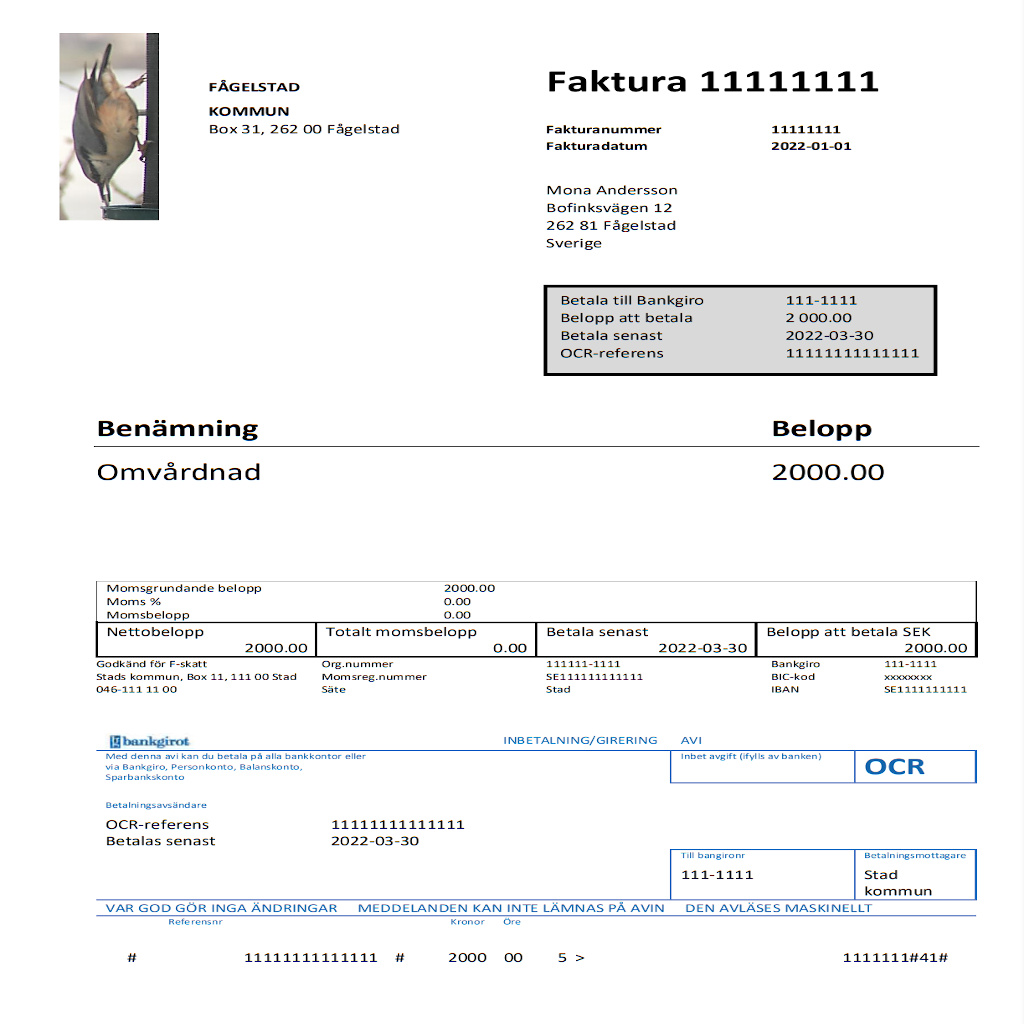 FÅGELSTAD
KOMMUN
Box 31, 262 00 Fågelstad
Faktura 11111111
Fakturanummer 11111111
Fakturadatum 2022-01-01
Mona Andersson
Bofinksvägen 12
262 81 Fågelstad
Sverige
Betala till Bankgiro 111-1111
Belopp att betala 2 000.00
Betala senast 2022-03-30
OCR-referens 11111111111111
Benämning Belopp
Omvårdnad 2000.00
Momsgrundande belopp 2000.00
Moms % 0.00
Momsbelopp 0.00
Nettobelopp Totalt momsbelopp Betala senast Belopp att betala SEK
2000.00 0.00 2022-03-30 2000.00
Godkänd för F-skatt Org.nummer 111111-1111 Bankgiro 111-1111
Stads kommun, Box 11, 111 00 Stad Momsreg.nummer SE111111111111 BIC-kod xxxxxxxx
046-111 11 00 Säte Stad IBAN SE1111111111
bankgirot INBETALNING/GIRERING AVI
Med denna avi kan du betala på alla bankkontor eller
via Bankgiro, Personkonto, Balanskonto,
Sparbankskonto
Inbet avgift (ifylls av banken) OCR
Betalningsavsändare
OCR-referens 11111111111111
Betalas senast 2022-03-30
Till bangironr Betalningsmottagare
111-1111 Stad
kommun
VAR GOD GÖR INGA ÄNDRINGAR MEDDELANDEN KAN INTE LÄMNAS PÅ AVIN DEN AVLÄSES MASKINELLT
Referensnr Kronor Öre
# 11111111111111 # 2000 00 5 > 1111111#41#